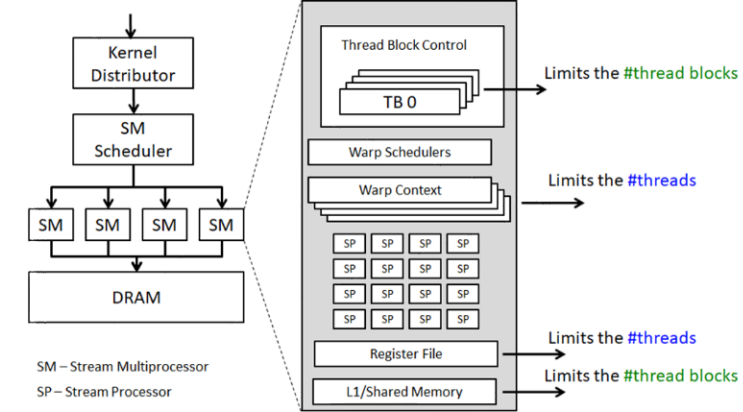 Kernel
Distributor
SM
Scheduler
SM SM SM SM
DRAM
SM – Stream Multiprocessor
SP – Stream Processor
Thread Block Control
TB 0
Warp Schedulers
Warp Context
SP SP SP SP
SP SP SP SP
SP SP SP SP
SP SP SP SP
Register File
L1/Shared Memory
Limits the #thread blocks
Limits the #threads
Limits the #threads
Limits the #thread blocks